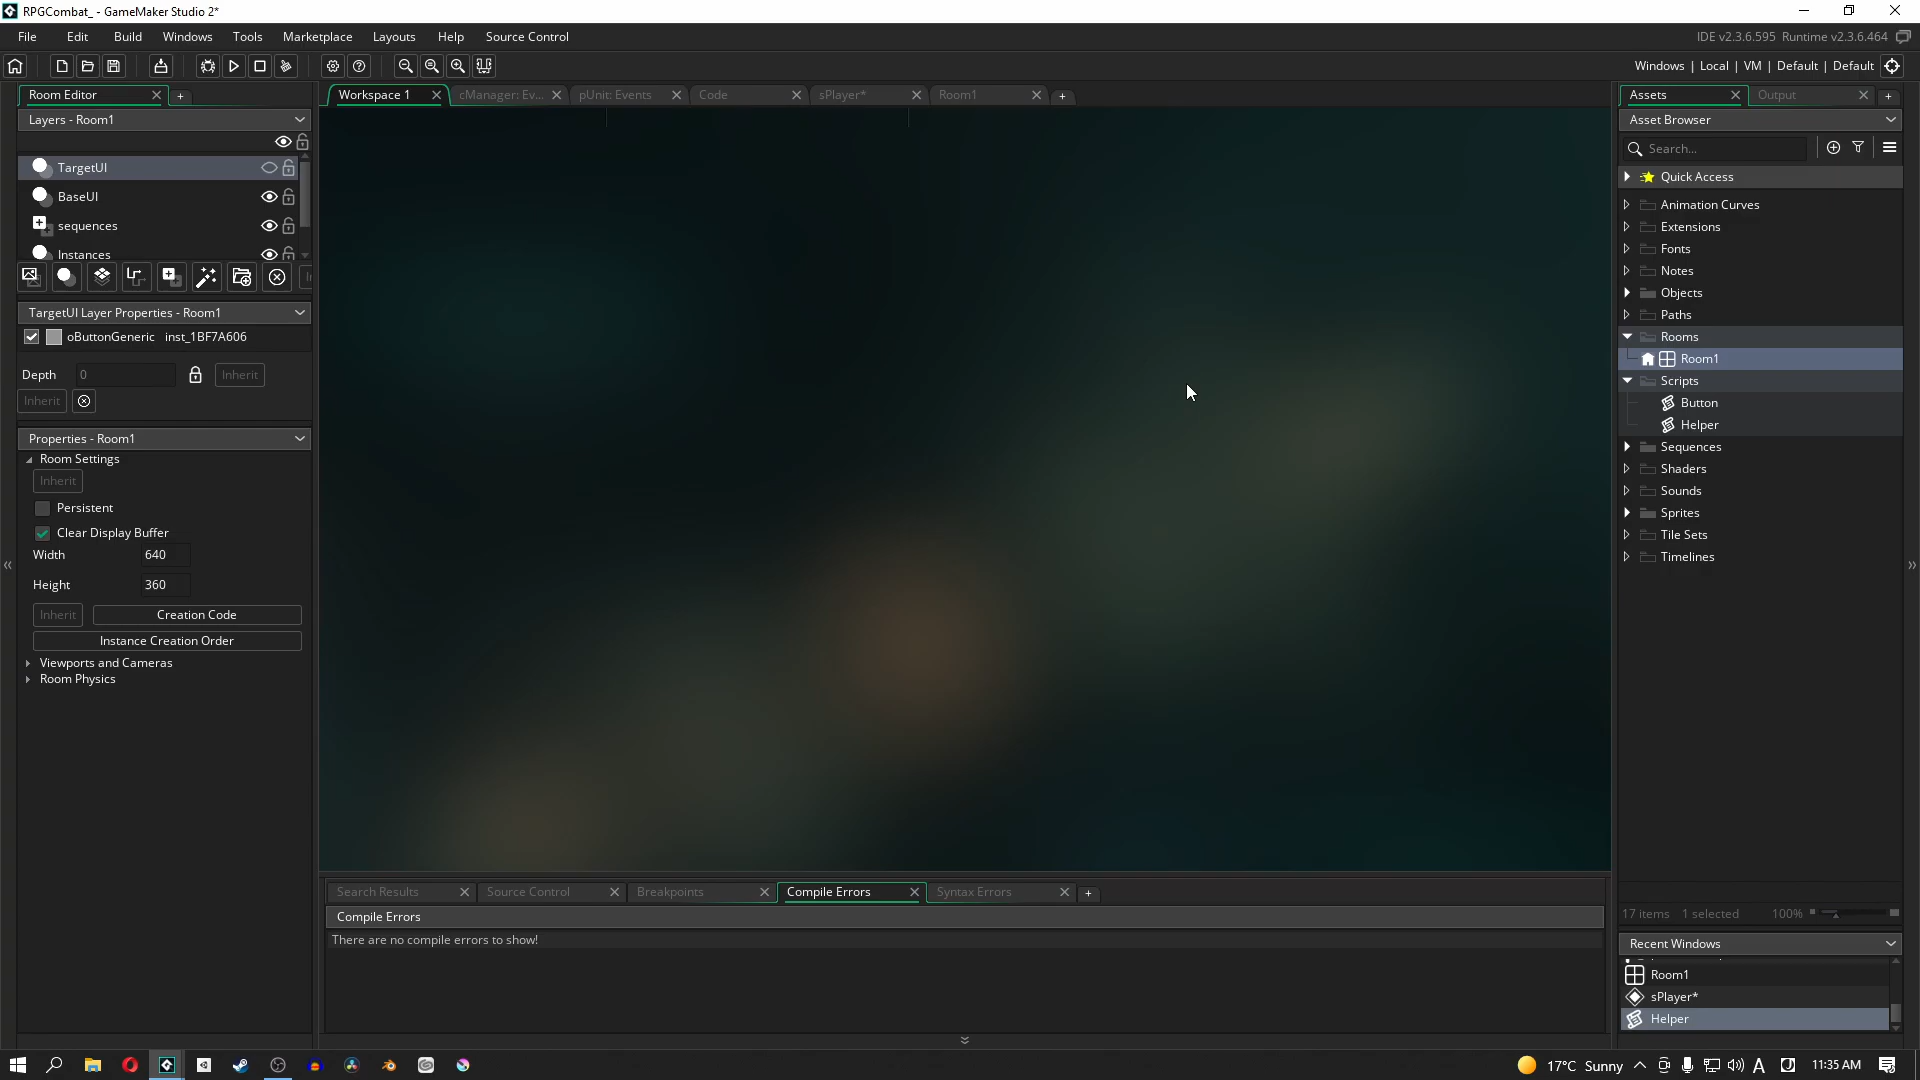 RPGCombat_ - GameMaker Studio 2*
File Edit Build Windows Tools Marketplace Layouts Help Source Control
IDE v2.3.6.595 Runtime v2.3.6.464
Windows | Local | VM | Default | Default
Room Editor
Workspace 1
cManager: Ev...
pUnit: Events
Code
sPlayer*
Room1
Assets
Output
Layers - Room1
TargetUI
BaseUI
sequences
Instances
TargetUI Layer Properties - Room1
oButtonGeneric inst_1BF7A606
Depth 0 Inherit
Inherit
Properties - Room1
Room Settings
Inherit
Persistent
Clear Display Buffer
Width 640
Height 360
Inherit Creation Code
Instance Creation Order
Viewports and Cameras
Room Physics
Search Results
Source Control
Breakpoints
Compile Errors
Syntax Errors
Compile Errors
There are no compile errors to show!
Asset Browser
Search...
Quick Access
Animation Curves
Extensions
Fonts
Notes
Objects
Paths
Rooms
Room1
Scripts
Button
Helper
Sequences
Shaders
Sounds
Sprites
Tile Sets
Timelines
17 items 1 selected 100%
Recent Windows
Room1
sPlayer*
Helper
17°C Sunny
A
11:35 AM